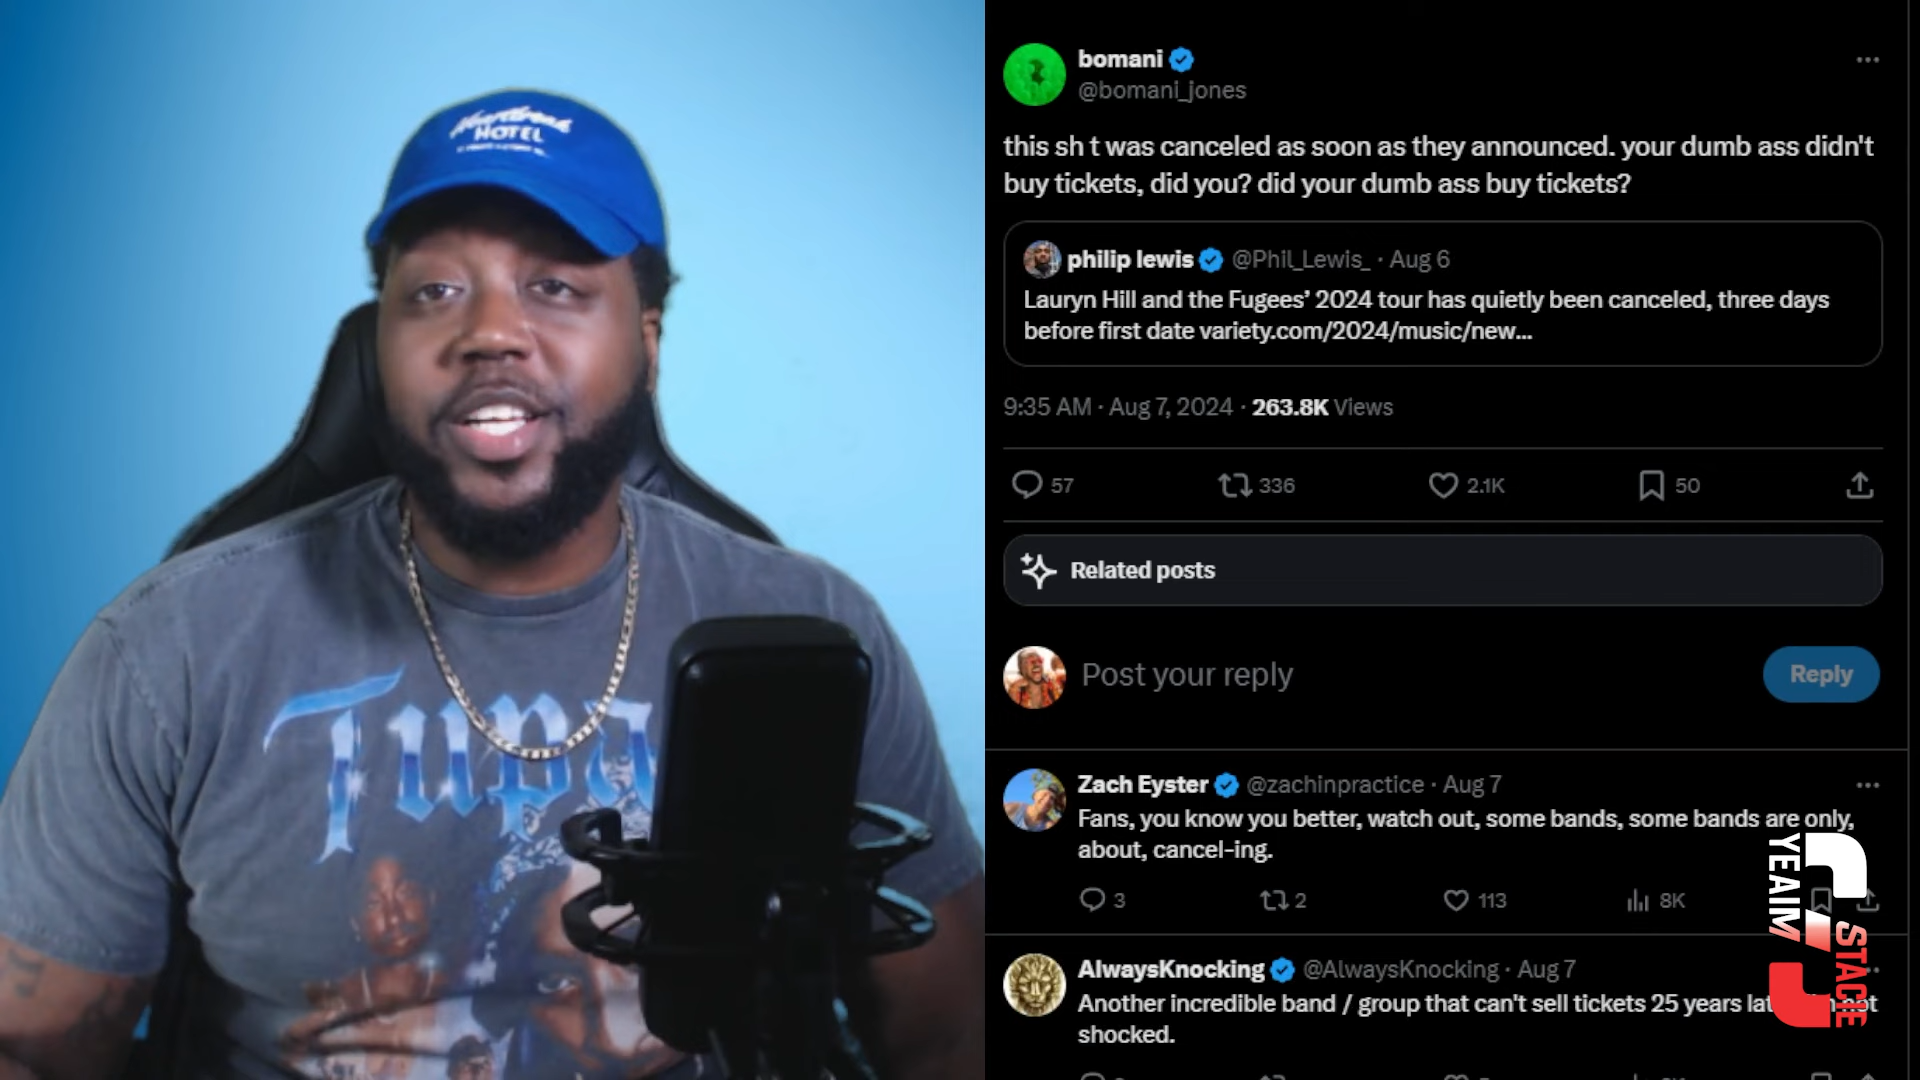 Heartbreak
HOTEL
Tupa
bomani
@bomani_jones
this sh t was canceled as soon as they announced. your dumb ass didn't
buy tickets, did you? did your dumb ass buy tickets?
philip lewis @Phil_Lewis_ · Aug 6
Lauryn Hill and the Fugees’ 2024 tour has quietly been canceled, three days
before first date variety.com/2024/music/new...
9:35 AM · Aug 7, 2024 · 263.8K Views
57 336 2.1K 50
Related posts
Post your reply
Reply
Zach Eyster @zachinpractice · Aug 7
Fans, you know you better, watch out, some bands, some bands are only,
about, cancel-ing.
3 2 113 8K
AlwaysKnocking @AlwaysKnocking · Aug 7
Another incredible band / group that can't sell tickets 25 years
shocked.
YEAIM
STACIE